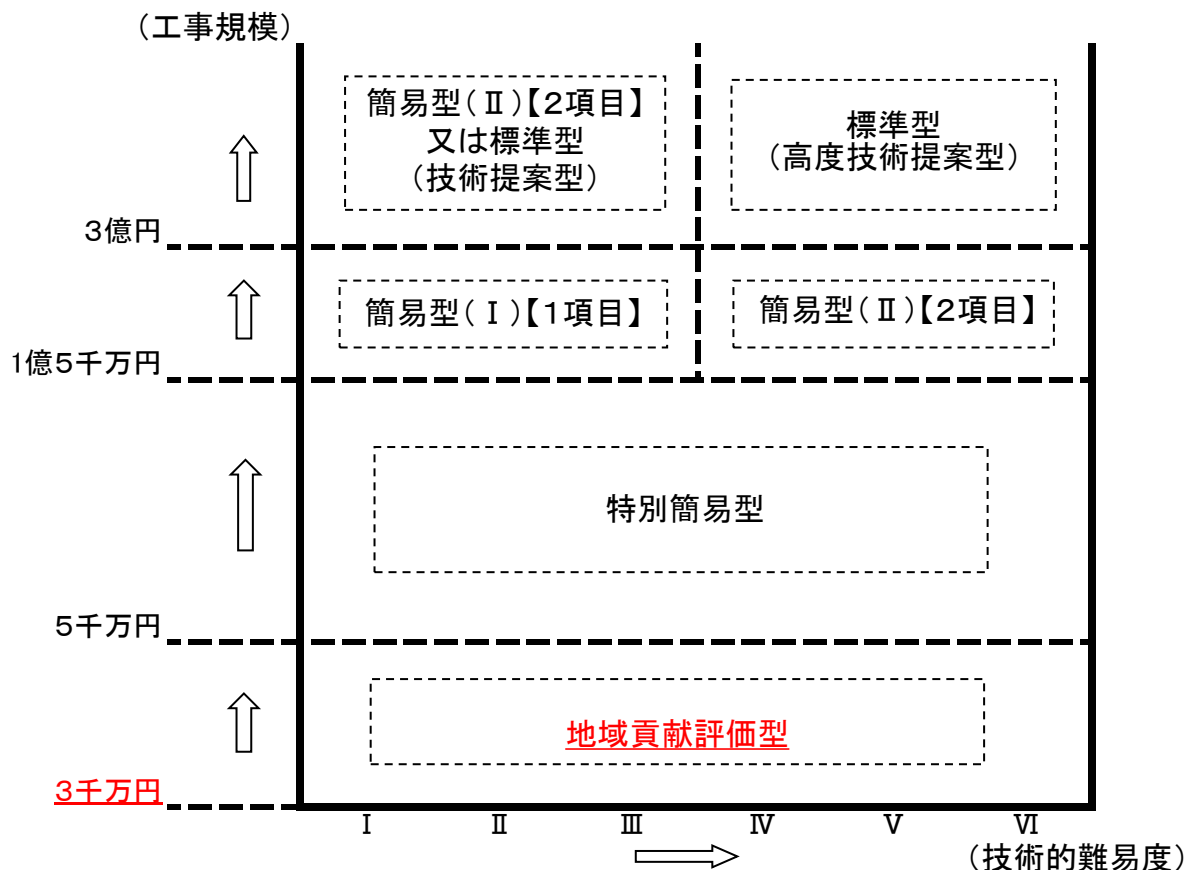 （工事規模）
簡易型（Ⅱ）【２項目】
又は標準型
（技術提案型）
標準型
（高度技術提案型）
３億円
簡易型（Ⅰ）【１項目】
簡易型（Ⅱ）【２項目】
１億５千万円
特別簡易型
５千万円
地域貢献評価型
３千万円
Ⅰ Ⅱ Ⅲ Ⅳ Ⅴ Ⅵ
（技術的難易度）